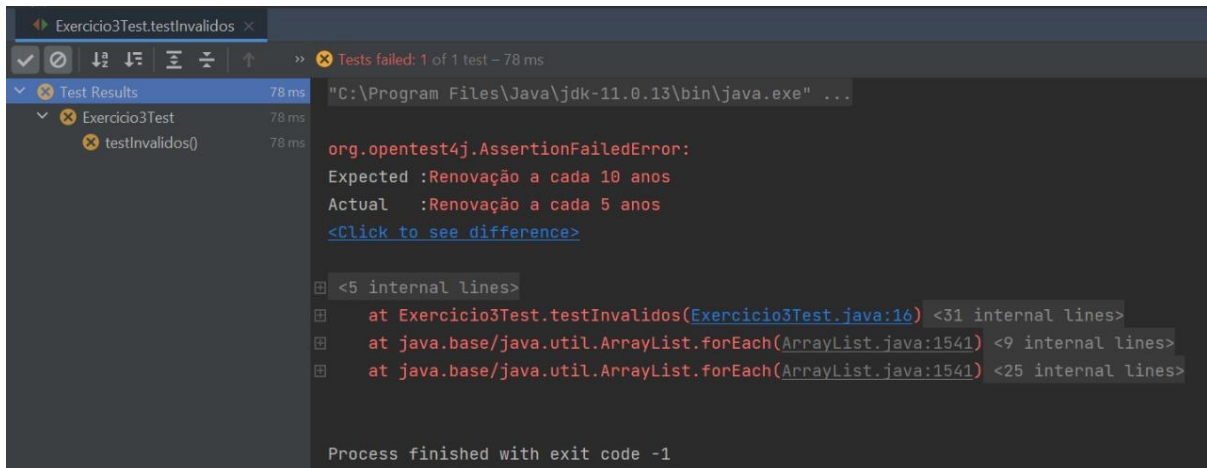 Exercicio3Test.testInvalidos ×
» Tests failed: 1 of 1 test – 78 ms
Test Results 78 ms
Exercicio3Test 78 ms
testInvalidos() 78 ms
"C:\Program Files\Java\jdk-11.0.13\bin\java.exe" ...
org.opentest4j.AssertionFailedError:
Expected :Renovação a cada 10 anos
Actual   :Renovação a cada 5 anos
<Click to see difference>
<5 internal lines>
at Exercicio3Test.testInvalidos(Exercicio3Test.java:16) <31 internal lines>
at java.base/java.util.ArrayList.forEach(ArrayList.java:1541) <9 internal lines>
at java.base/java.util.ArrayList.forEach(ArrayList.java:1541) <25 internal lines>
Process finished with exit code -1